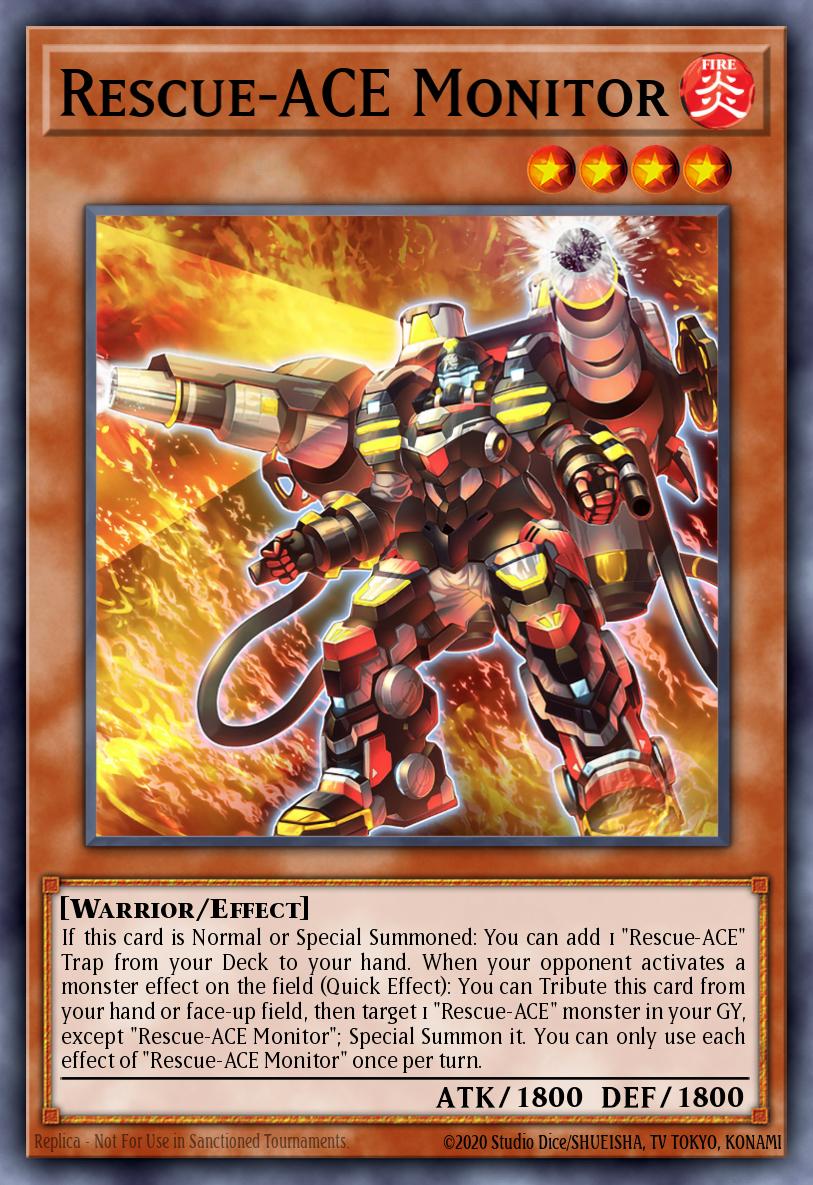 Rescue-ACE Monitor
FIRE
炎
[Warrior/Effect]
If this card is Normal or Special Summoned: You can add 1 "Rescue-ACE"
Trap from your Deck to your hand. When your opponent activates a
monster effect on the field (Quick Effect): You can Tribute this card from
your hand or face-up field, then target 1 "Rescue-ACE" monster in your GY,
except "Rescue-ACE Monitor"; Special Summon it. You can only use each
effect of "Rescue-ACE Monitor" once per turn.
ATK/1800 DEF/1800
Replica - Not For Use in Sanctioned Tournaments.
©2020 Studio Dice/SHUEISHA, TV TOKYO, KONAMI